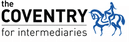 the
COVENTRY
for intermediaries